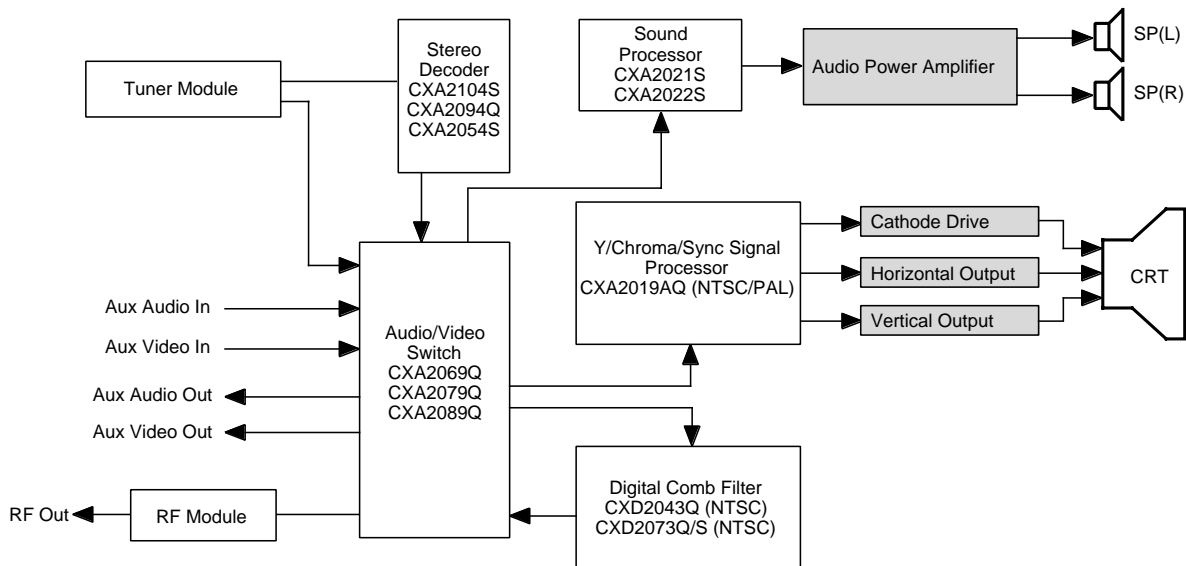 Tuner Module
Stereo
Decoder
CXA2104S
CXA2094Q
CXA2054S
Sound
Processor
CXA2021S
CXA2022S
Audio Power Amplifier
SP(L)
SP(R)
Aux Audio In
Aux Video In
Aux Audio Out
Aux Video Out
Audio/Video
Switch
CXA2069Q
CXA2079Q
CXA2089Q
Y/Chroma/Sync Signal
Processor
CXA2019AQ (NTSC/PAL)
Cathode Drive
Horizontal Output
Vertical Output
CRT
RF Out
RF Module
Digital Comb Filter
CXD2043Q (NTSC)
CXD2073Q/S (NTSC)